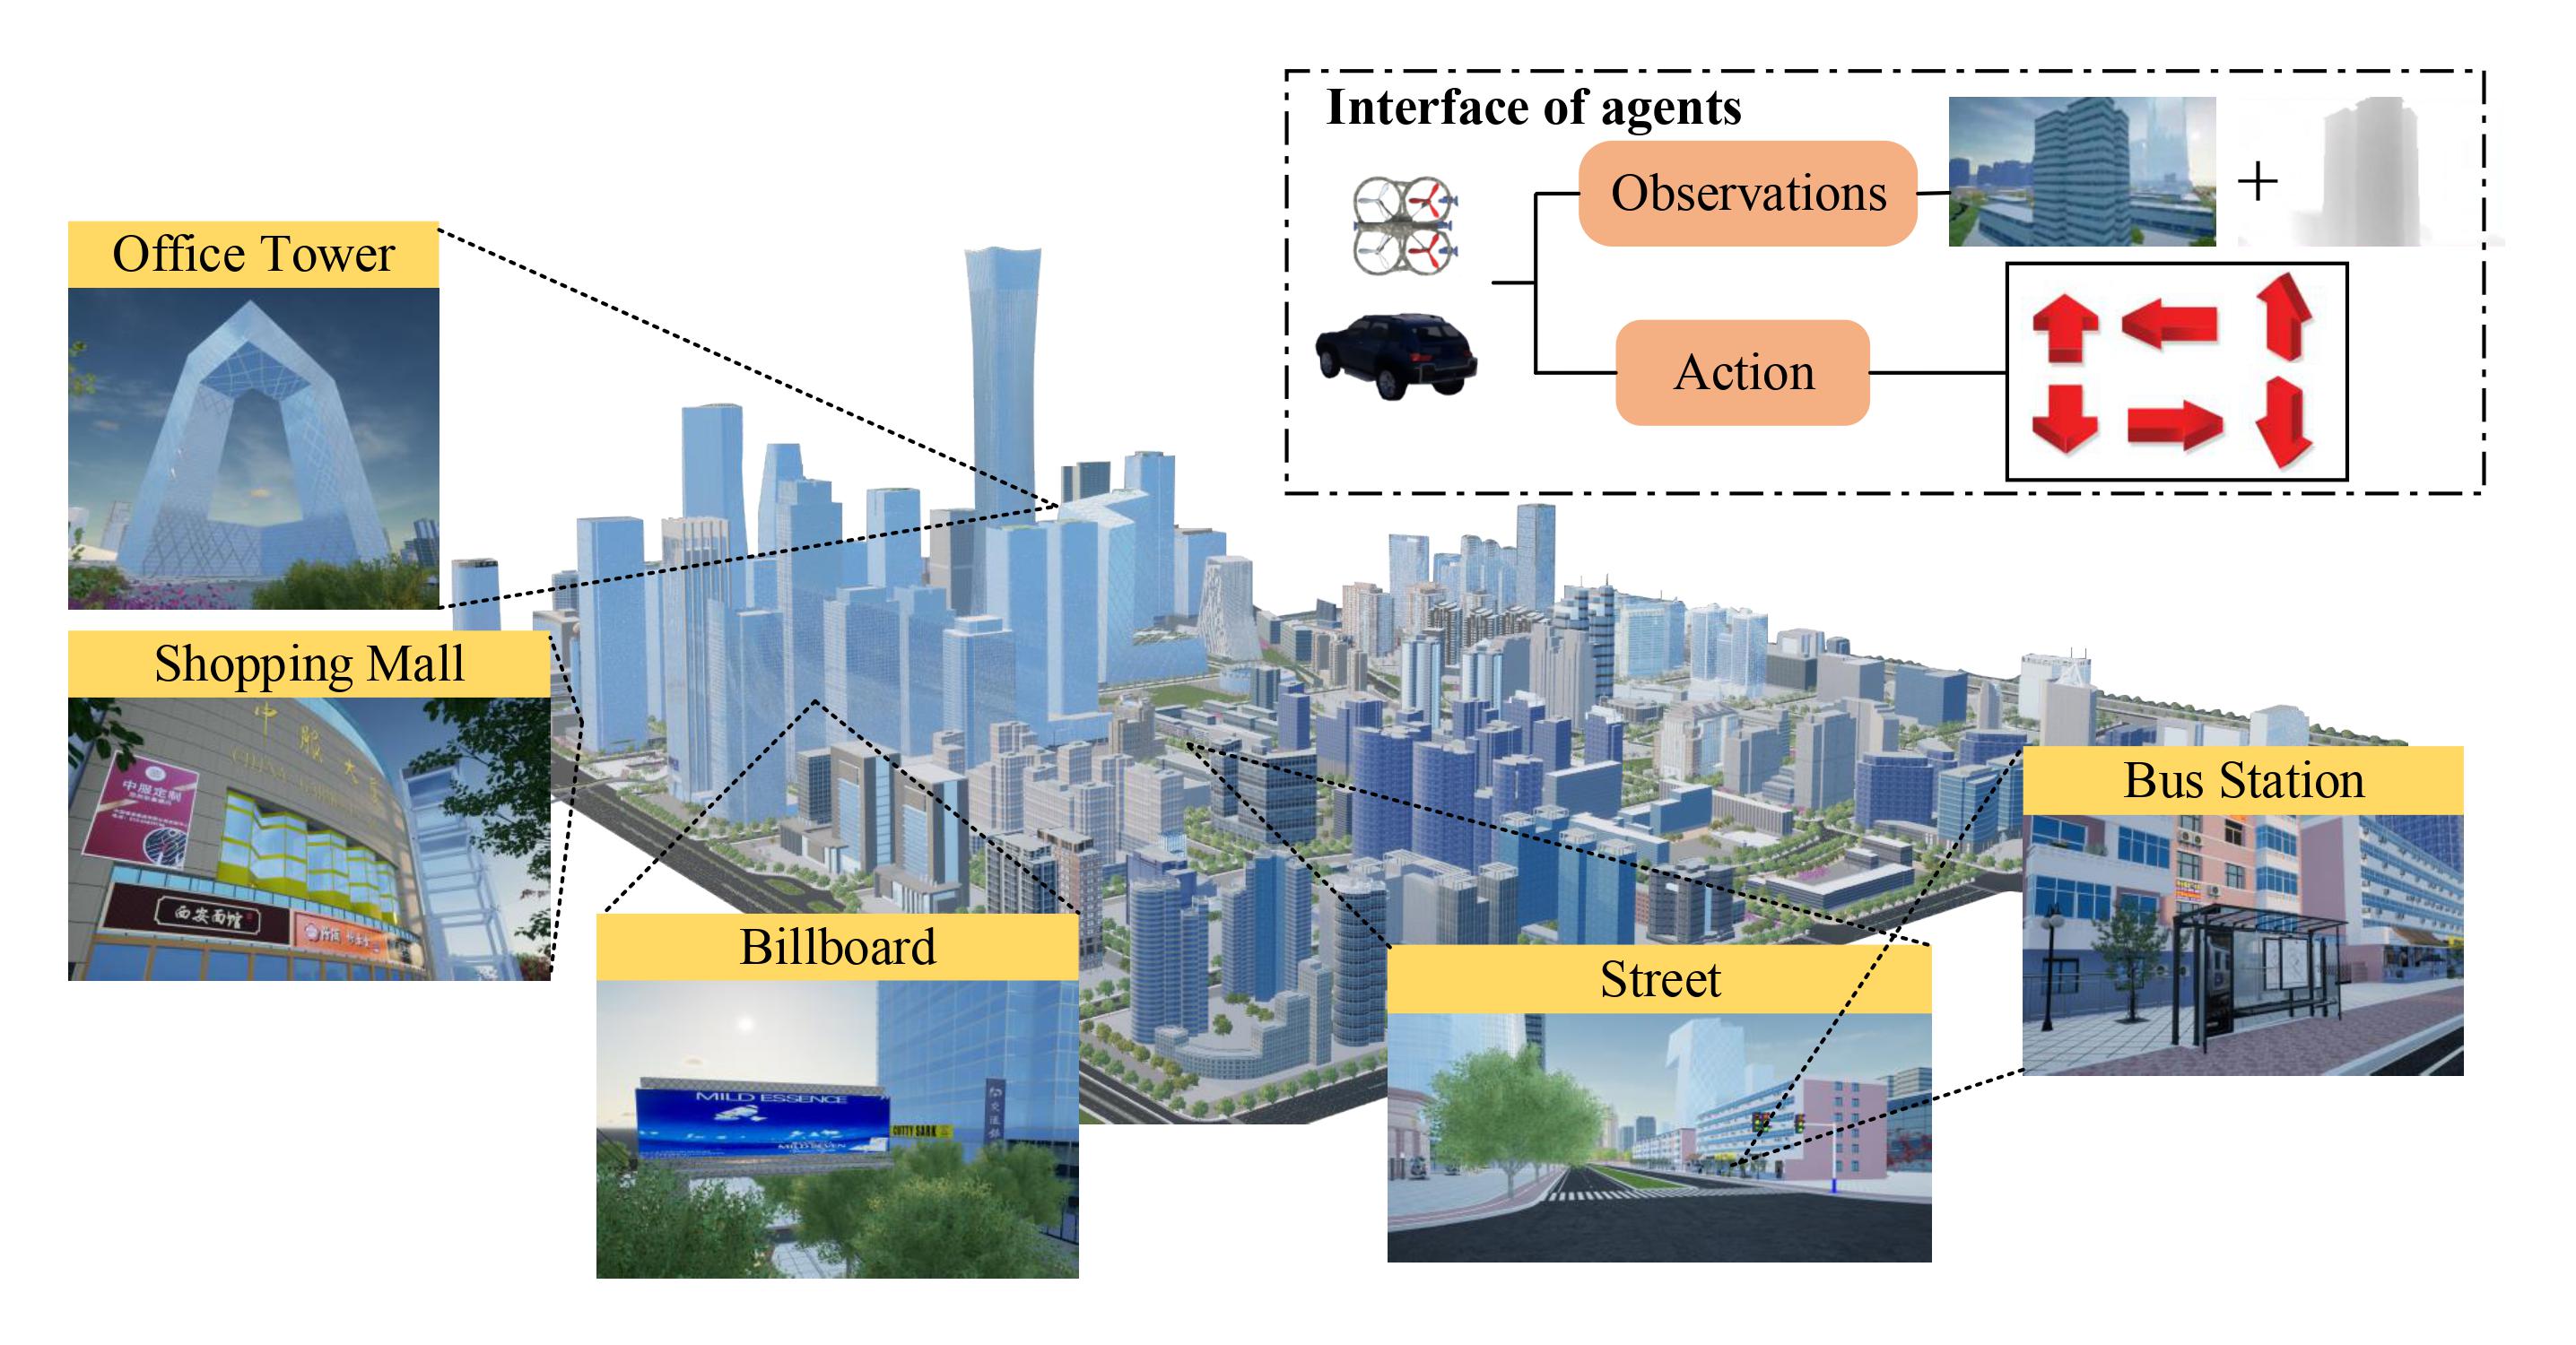 Interface of agents
Observations
+
Action
Office Tower
Shopping Mall
中服大厦
中服定制
西安面馆
Billboard
MILD ESSENCE
MILD SEVEN
CUTTY SARK
Street
Bus Station